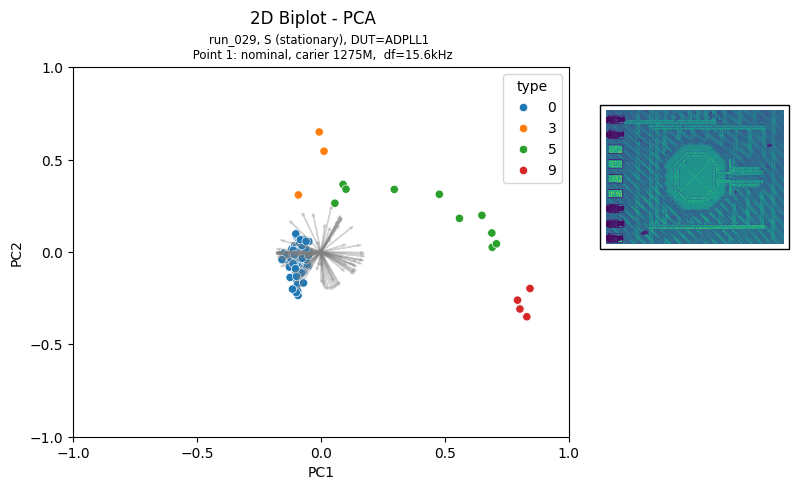 2D Biplot - PCA
run_029, S (stationary), DUT=ADPLL1
Point 1: nominal, carier 1275M,  df=15.6kHz
type
0
3
5
9
1.0
0.5
0.0
−0.5
−1.0
PC2
−1.0
−0.5
0.0
0.5
1.0
PC1